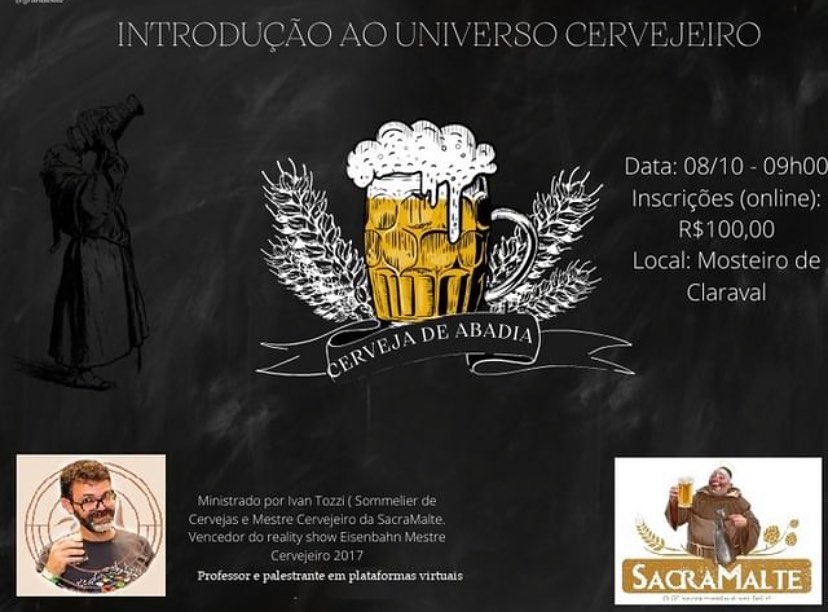 INTRODUÇÃO AO UNIVERSO CERVEJEIRO
Data: 08/10 - 09h00
Inscrições (online):
R$100,00
Local: Mosteiro de
Claraval
CERVEJA DE ABADIA
Ministrado por Ivan Tozzi ( Sommelier de
Cervejas e Mestre Cervejeiro da SacraMalte.
Vencedor do reality show Eisenbahn Mestre
Cervejeiro 2017
Professor e palestrante em plataformas virtuais
SACRAMALTE